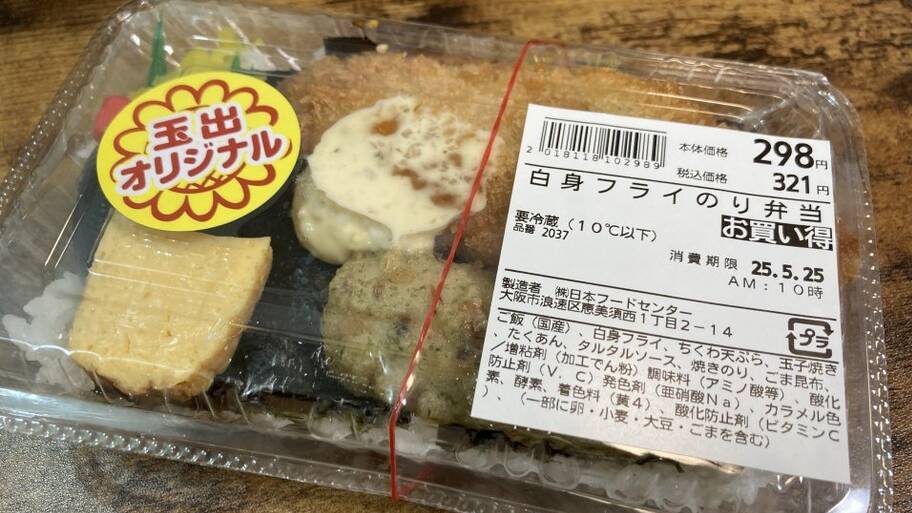 玉出
オリジナル
2 018118 102989
本体価格 298円
税込価格 321円
白身フライのり弁当
お買い得
要冷蔵(10℃以下)
品番 2037
消費期限 25.5.25
AM:10時
製造者 ㈱日本フードセンター
大阪市浪速区恵美須西1丁目2-14
プラ
ご飯(国産)、白身フライ、ちくわ天ぷら、玉子焼き
、たくあん、タルタルソース、焼きのり、ごま昆布、
/増粘剤(加工でん粉)調味料(アミノ酸等)、酸化
防止剤(V.C)発色剤(亜硝酸Na)、カラメル色
素、酵素、着色料(黄4)、酸化防止剤(ビタミンC
)、(一部に卵・小麦・大豆・ごまを含む)